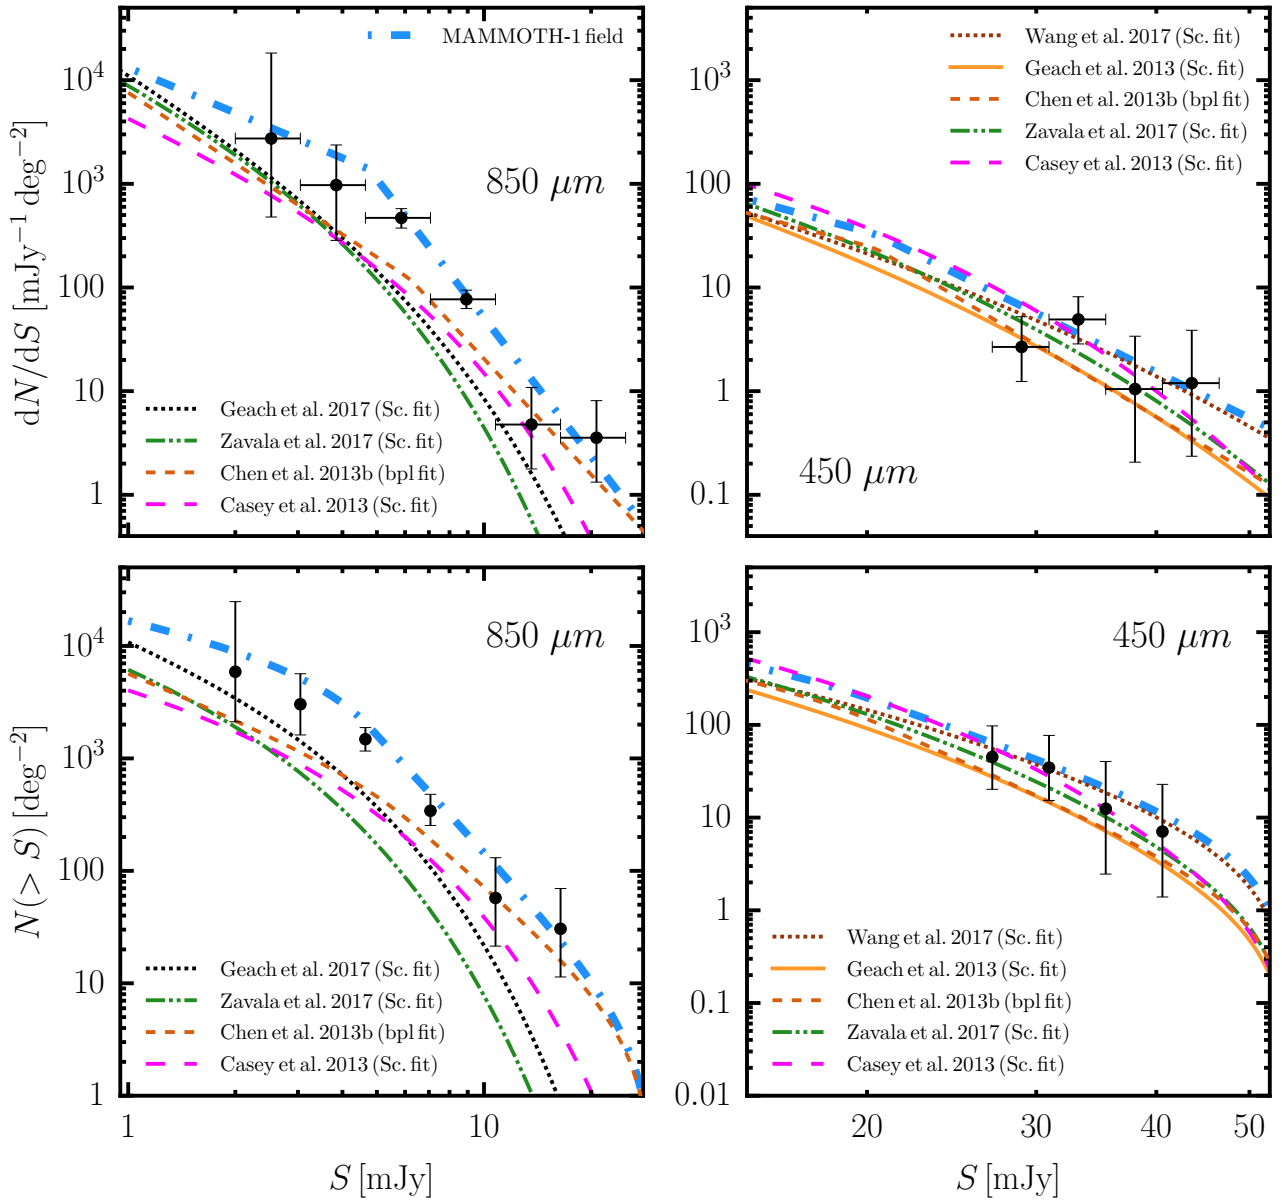 MAMMOTH-1 field
850 μm
dN/dS [mJy⁻¹ deg⁻²]
10⁴
10³
100
10
1
Geach et al. 2017 (Sc. fit)
Zavala et al. 2017 (Sc. fit)
Chen et al. 2013b (bpl fit)
Casey et al. 2013 (Sc. fit)
Wang et al. 2017 (Sc. fit)
Geach et al. 2013 (Sc. fit)
Chen et al. 2013b (bpl fit)
Zavala et al. 2017 (Sc. fit)
Casey et al. 2013 (Sc. fit)
10³
100
10
1
0.1
450 μm
850 μm
N(> S) [deg⁻²]
10⁴
10³
100
10
1
Geach et al. 2017 (Sc. fit)
Zavala et al. 2017 (Sc. fit)
Chen et al. 2013b (bpl fit)
Casey et al. 2013 (Sc. fit)
1 10
S [mJy]
450 μm
10³
100
10
1
0.1
0.01
Wang et al. 2017 (Sc. fit)
Geach et al. 2013 (Sc. fit)
Chen et al. 2013b (bpl fit)
Zavala et al. 2017 (Sc. fit)
Casey et al. 2013 (Sc. fit)
20 30 40 50
S [mJy]